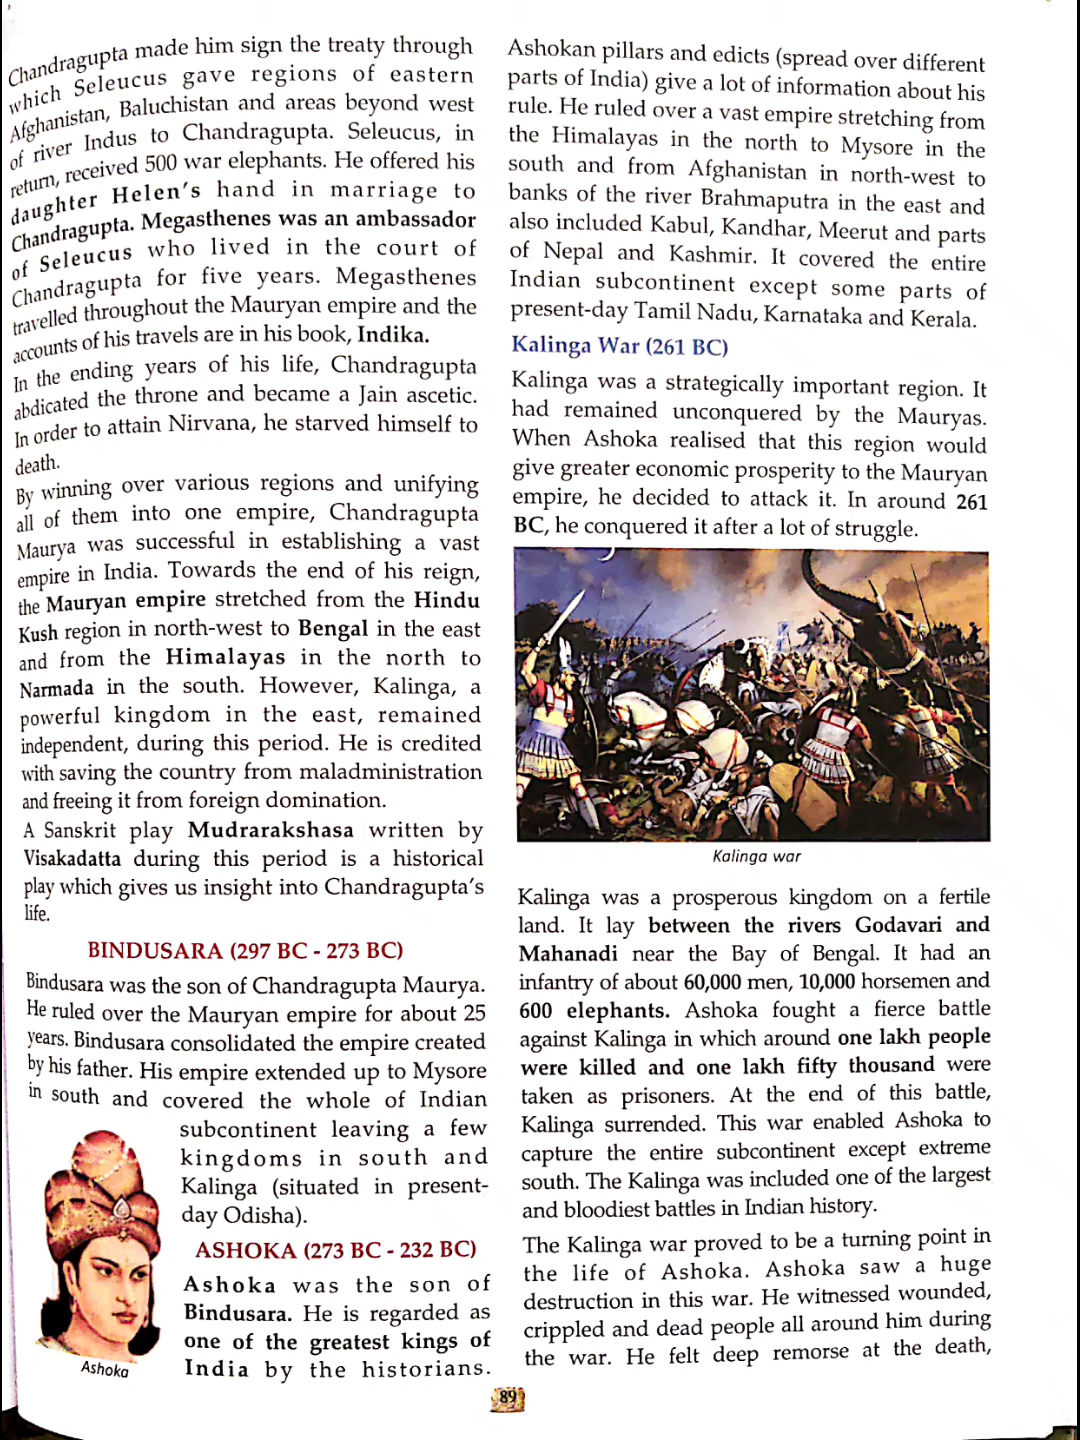 Chandragupta made him sign the treaty through
which Seleucus gave regions of eastern
Afghanistan, Baluchistan and areas beyond west
of river Indus to Chandragupta. Seleucus, in
return, received 500 war elephants. He offered his
daughter Helen's hand in marriage to
Chandragupta. Megasthenes was an ambassador
of Seleucus who lived in the court of
Chandragupta for five years. Megasthenes
travelled throughout the Mauryan empire and the
accounts of his travels are in his book, Indika.
In the ending years of his life, Chandragupta
abdicated the throne and became a Jain ascetic.
In order to attain Nirvana, he starved himself to
death.
By winning over various regions and unifying
all of them into one empire, Chandragupta
Maurya was successful in establishing a vast
empire in India. Towards the end of his reign,
the Mauryan empire stretched from the Hindu
Kush region in north-west to Bengal in the east
and from the Himalayas in the north to
Narmada in the south. However, Kalinga, a
powerful kingdom in the east, remained
independent, during this period. He is credited
with saving the country from maladministration
and freeing it from foreign domination.
A Sanskrit play Mudrarakshasa written by
Visakadatta during this period is a historical
play which gives us insight into Chandragupta's
life.
BINDUSARA (297 BC - 273 BC)
Bindusara was the son of Chandragupta Maurya.
He ruled over the Mauryan empire for about 25
years. Bindusara consolidated the empire created
by his father. His empire extended up to Mysore
in south and covered the whole of Indian
subcontinent leaving a few
kingdoms in south and
Kalinga (situated in present-
day Odisha).
ASHOKA (273 BC - 232 BC)
Ashoka was the son of
Bindusara. He is regarded as
one of the greatest kings of
India by the historians.
Ashoka
Ashokan pillars and edicts (spread over different
parts of India) give a lot of information about his
rule. He ruled over a vast empire stretching from
the Himalayas in the north to Mysore in the
south and from Afghanistan in north-west to
banks of the river Brahmaputra in the east and
also included Kabul, Kandhar, Meerut and parts
of Nepal and Kashmir. It covered the entire
Indian subcontinent except some parts of
present-day Tamil Nadu, Karnataka and Kerala.
Kalinga War (261 BC)
Kalinga was a strategically important region. It
had remained unconquered by the Mauryas.
When Ashoka realised that this region would
give greater economic prosperity to the Mauryan
empire, he decided to attack it. In around 261
BC, he conquered it after a lot of struggle.
Kalinga war
Kalinga was a prosperous kingdom on a fertile
land. It lay between the rivers Godavari and
Mahanadi near the Bay of Bengal. It had an
infantry of about 60,000 men, 10,000 horsemen and
600 elephants. Ashoka fought a fierce battle
against Kalinga in which around one lakh people
were killed and one lakh fifty thousand were
taken as prisoners. At the end of this battle,
Kalinga surrendered. This war enabled Ashoka to
capture the entire subcontinent except extreme
south. The Kalinga was included one of the largest
and bloodiest battles in Indian history.
The Kalinga war proved to be a turning point in
the life of Ashoka. Ashoka saw a huge
destruction in this war. He witnessed wounded,
crippled and dead people all around him during
the war. He felt deep remorse at the death,
89